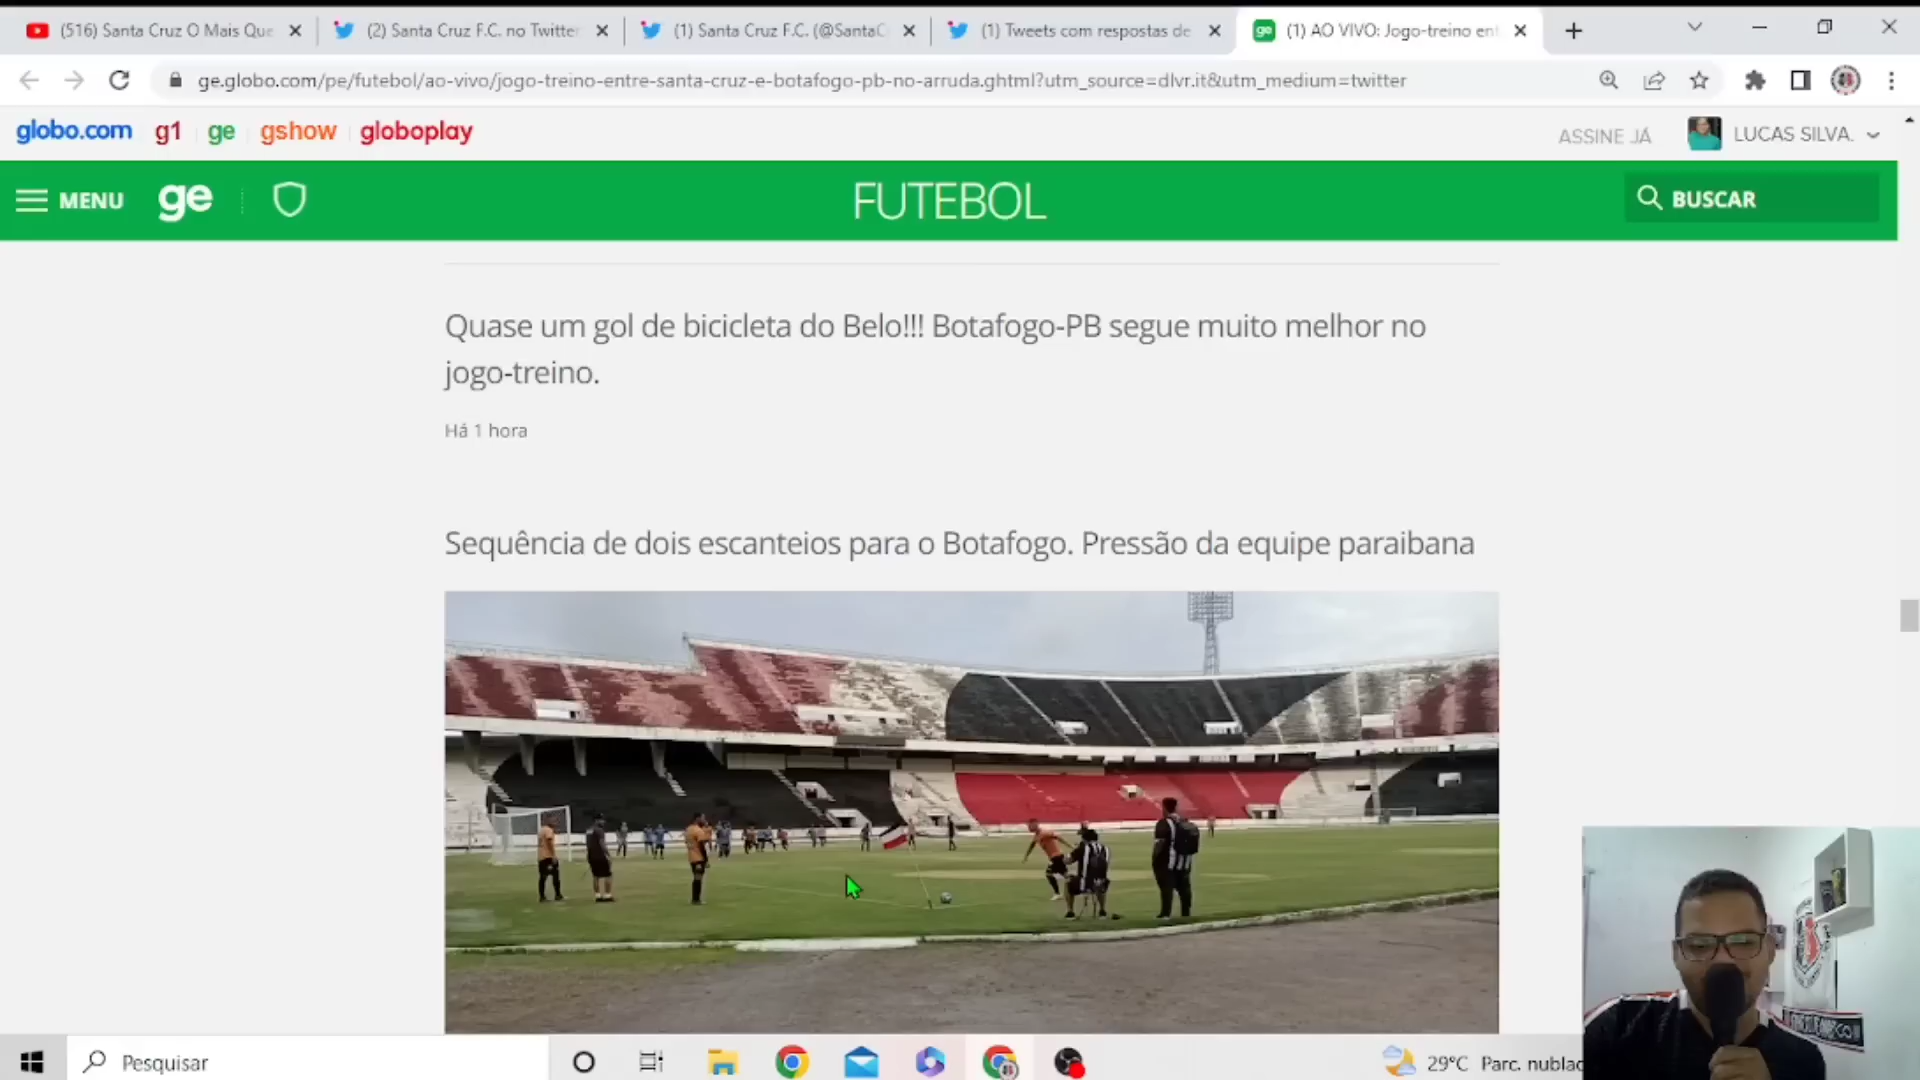 (516) Santa Cruz O Mais Que
(2) Santa Cruz F.C. no Twitter
(1) Santa Cruz F.C. (@SantaC
(1) Tweets com respostas de
(1) AO VIVO: Jogo-treino ent
ge.globo.com/pe/futebol/ao-vivo/jogo-treino-entre-santa-cruz-e-botafogo-pb-no-arruda.ghtml?utm_source=dlvr.it&utm_medium=twitter
globo.com g1 ge gshow globoplay
ASSINE JÁ
LUCAS SILVA.
MENU
ge
FUTEBOL
BUSCAR
Quase um gol de bicicleta do Belo!!! Botafogo-PB segue muito melhor no
jogo-treino.
Há 1 hora
Sequência de dois escanteios para o Botafogo. Pressão da equipe paraibana
Pesquisar
29°C Parc. nublad